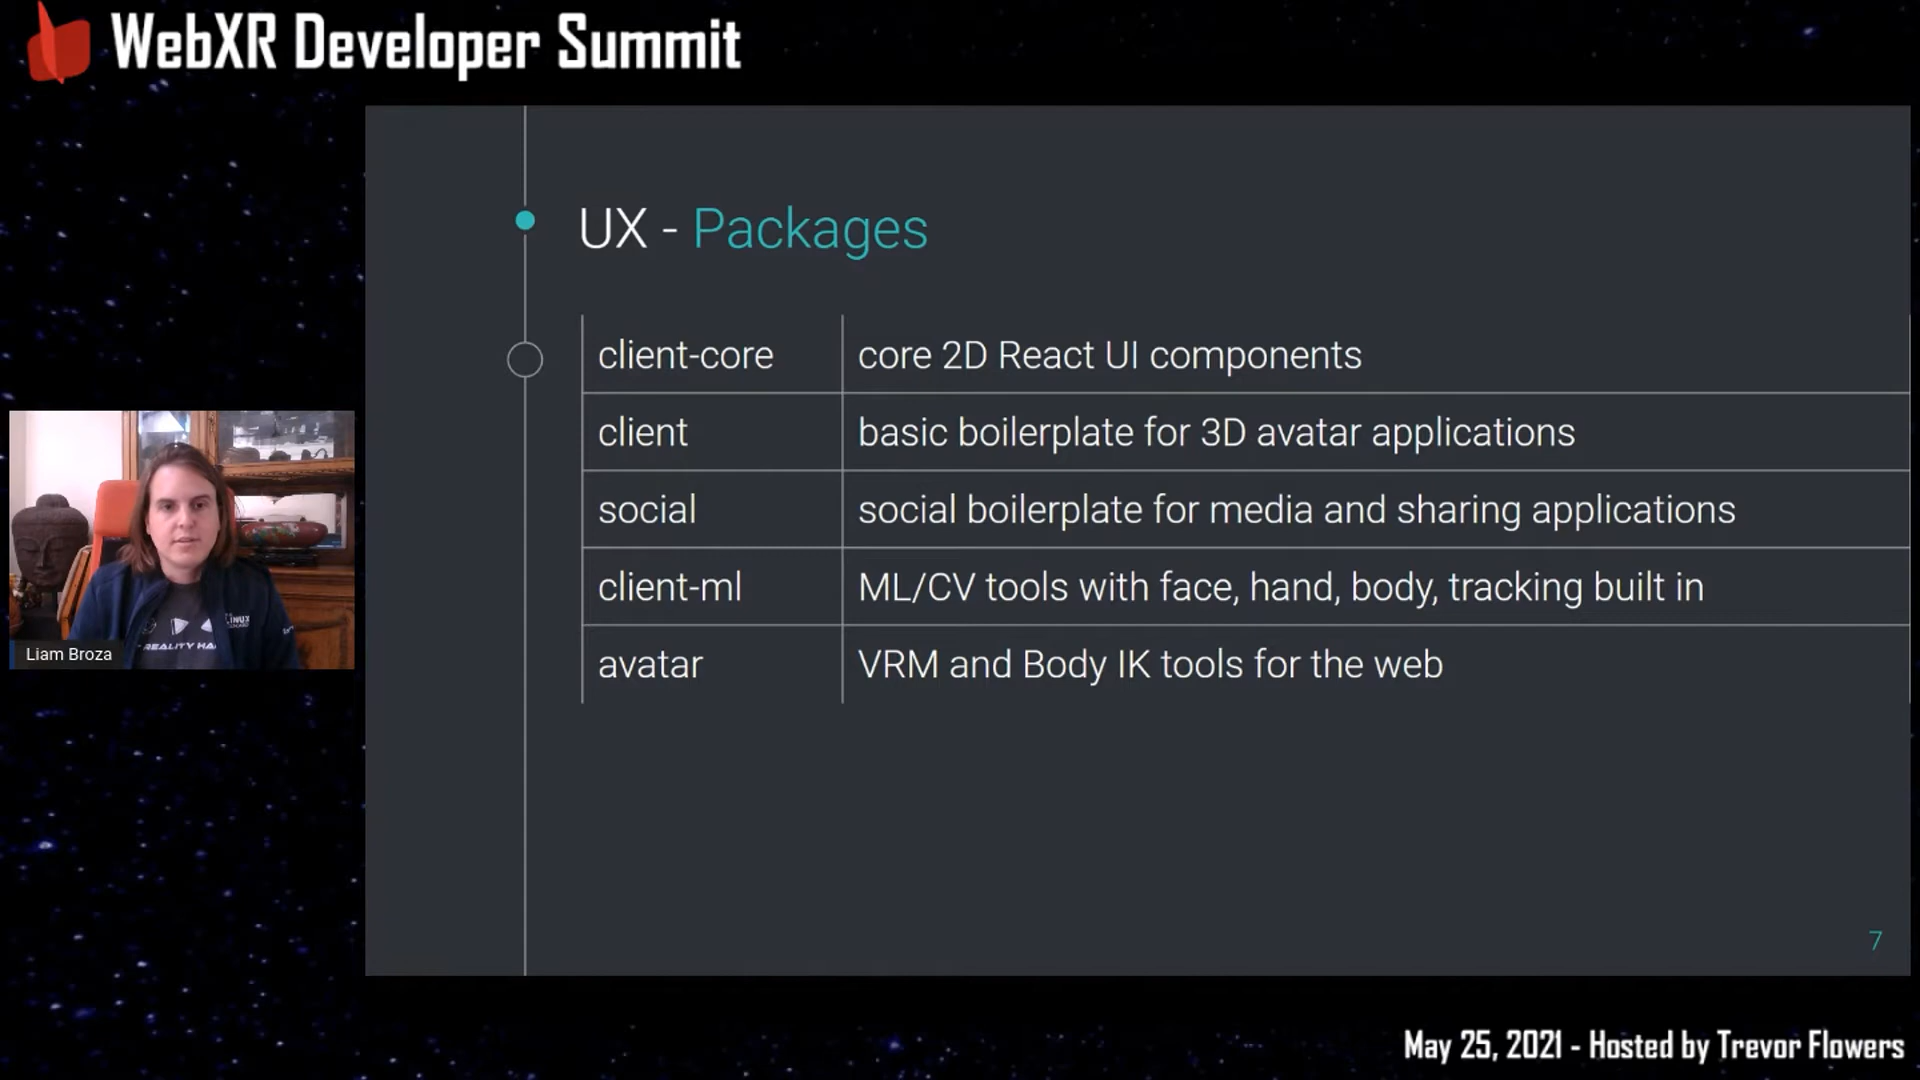 WebXR Developer Summit
UX - Packages
client-core core 2D React UI components
client basic boilerplate for 3D avatar applications
social social boilerplate for media and sharing applications
client-ml ML/CV tools with face, hand, body, tracking built in
avatar VRM and Body IK tools for the web
REALITY
Liam Broza
7
May 25, 2021 - Hosted by Trevor Flowers